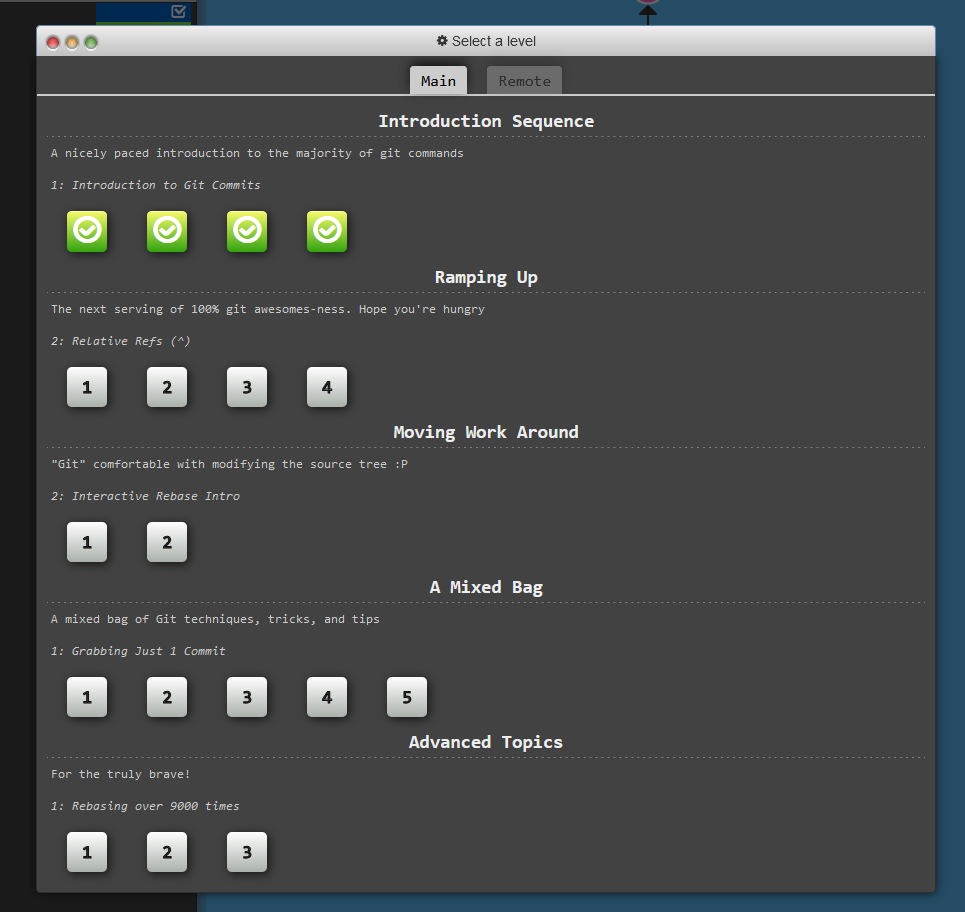 Select a level
Main Remote
Introduction Sequence
A nicely paced introduction to the majority of git commands
1: Introduction to Git Commits
Ramping Up
The next serving of 100% git awesomes-ness. Hope you're hungry
2: Relative Refs (^)
1 2 3 4
Moving Work Around
"Git" comfortable with modifying the source tree :P
2: Interactive Rebase Intro
1 2
A Mixed Bag
A mixed bag of Git techniques, tricks, and tips
1: Grabbing Just 1 Commit
1 2 3 4 5
Advanced Topics
For the truly brave!
1: Rebasing over 9000 times
1 2 3